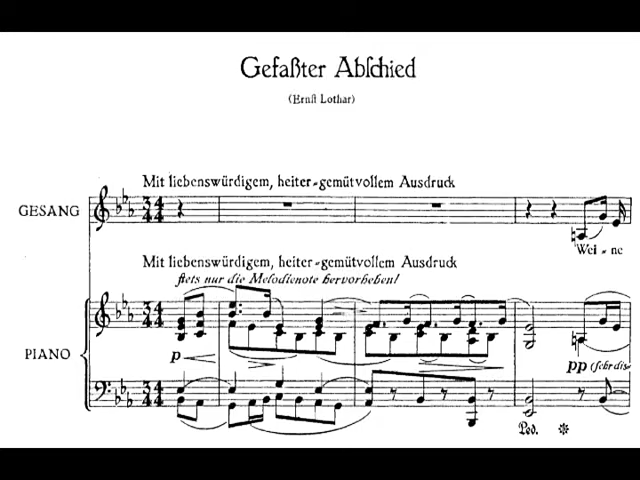 Gefaßter Abschied
(Ernst Lothar)
Mit liebenswürdigem, heiter=gemütvollem Ausdruck
GESANG
Wei = ne
Mit liebenswürdigem, heiter=gemütvollem Ausdruck
stets nur die Melodienote hervorheben!
PIANO
p
pp (sehr dis
Ped.